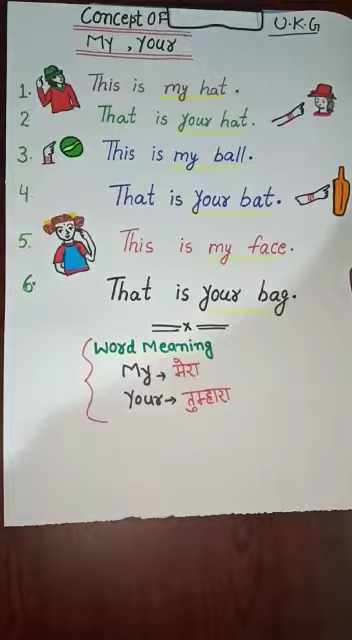 Concept OF
U.K.G
My, Your
1. This is my hat.
2 That is your hat.
3. This is my ball.
4. That is your bat.
5. This is my face.
6. That is your bag.
x
Word Meaning
My → मेरा
Your → तुम्हारा